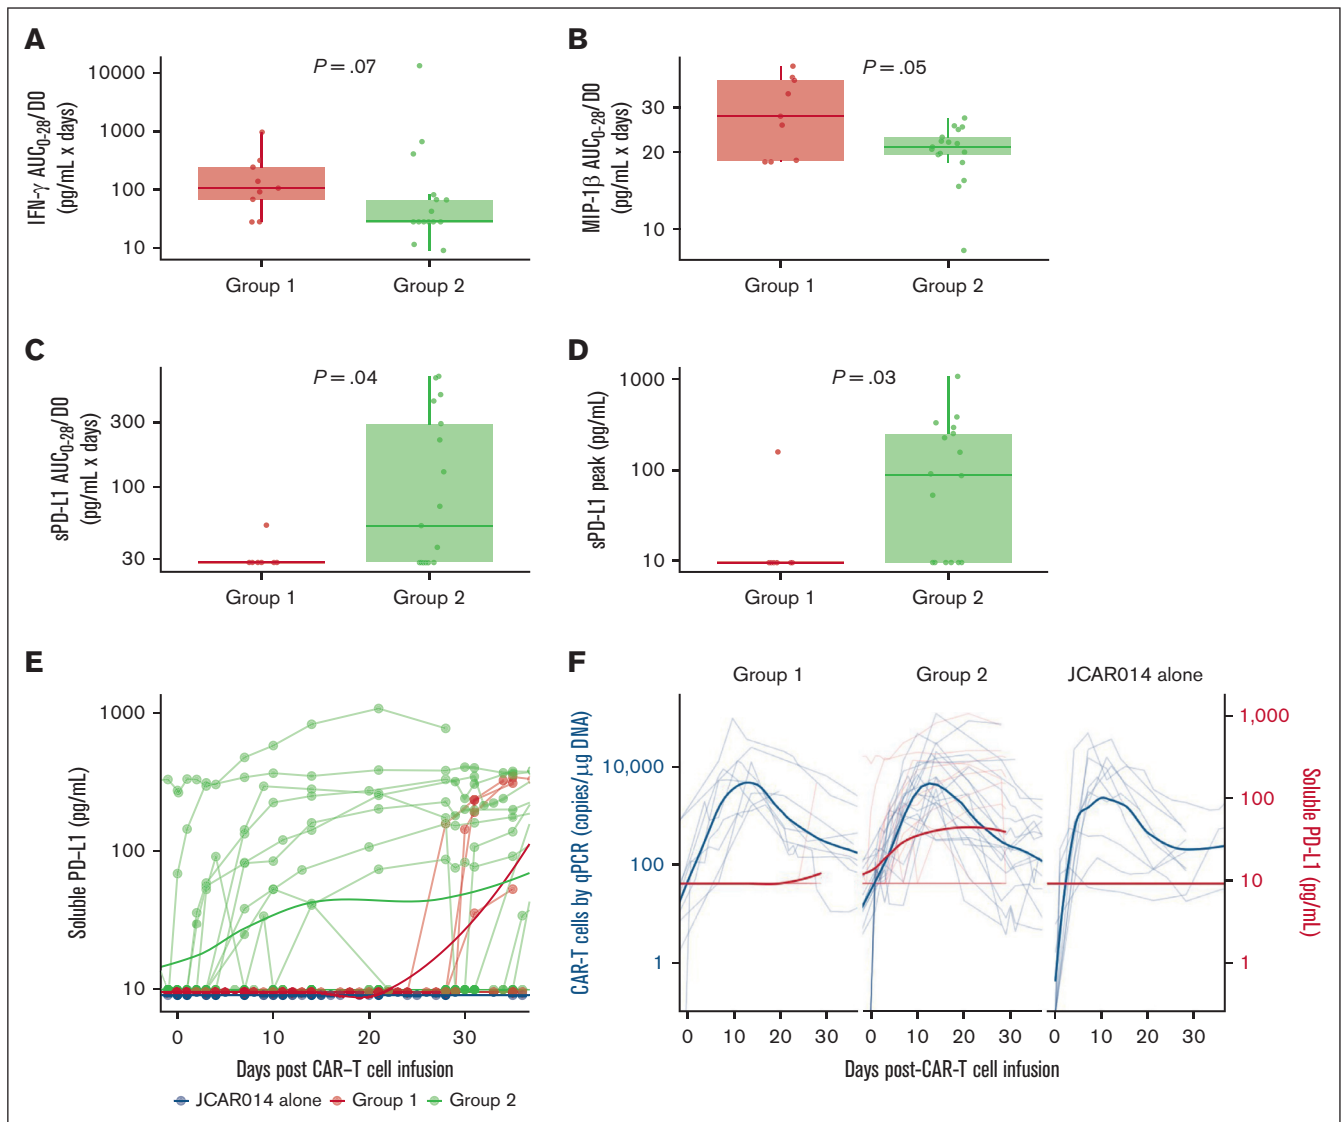 A
P = .07
IFN-γ AUC0-28/D0
(pg/mL x days)
10000
1000
100
10
Group 1
Group 2
B
P = .05
MIP-1β AUC0-28/D0
(pg/mL x days)
30
20
10
Group 1
Group 2
C
P = .04
sPD-L1 AUC0-28/D0
(pg/mL x days)
300
100
30
Group 1
Group 2
D
P = .03
sPD-L1 peak (pg/mL)
1000
100
10
Group 1
Group 2
E
Soluble PD-L1 (pg/mL)
1000
100
10
0
10
20
30
Days post CAR–T cell infusion
JCAR014 alone
Group 1
Group 2
F
Group 1
Group 2
JCAR014 alone
CAR-T cells by qPCR (copies/μg DNA)
10,000
100
1
1,000
100
10
1
Soluble PD-L1 (pg/mL)
0
10
20
30
0
10
20
30
0
10
20
30
Days post-CAR-T cell infusion